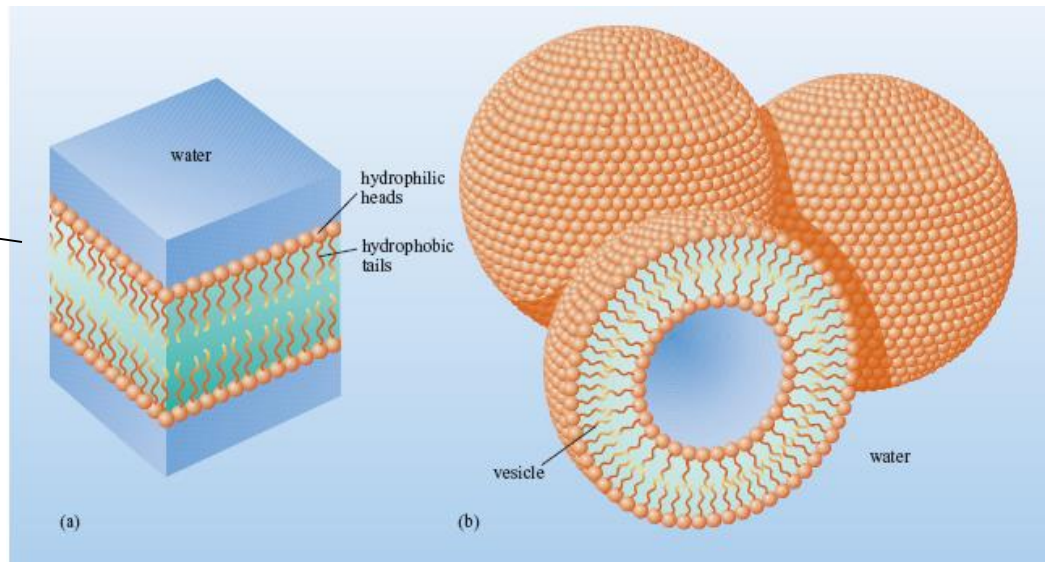 water
hydrophilic
heads
hydrophobic
tails
(a)
vesicle
water
(b)